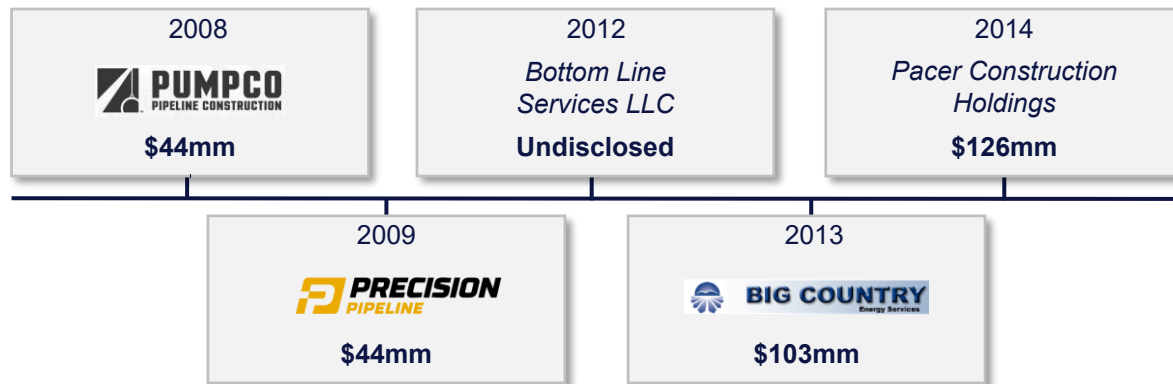 2008
PUMPCO
PIPELINE CONSTRUCTION
$44mm
2012
Bottom Line
Services LLC
Undisclosed
2014
Pacer Construction
Holdings
$126mm
2009
PRECISION
PIPELINE
$44mm
2013
BIG COUNTRY
Energy Services
$103mm